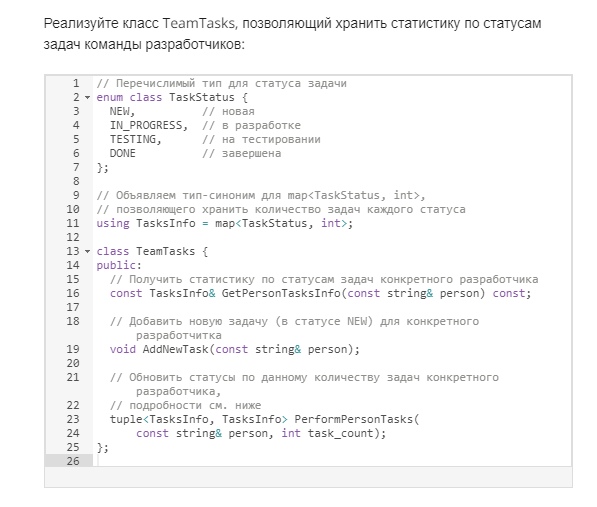 Реализуйте класс TeamTasks, позволяющий хранить статистику по статусам
задач команды разработчиков:
1 // Перечислимый тип для статуса задачи
2 enum class TaskStatus {
3   NEW,          // новая
4   IN_PROGRESS,  // в разработке
5   TESTING,      // на тестировании
6   DONE          // завершена
7 };
8
9 // Объявляем тип-синоним для map<TaskStatus, int>,
10 // позволяющего хранить количество задач каждого статуса
11 using TasksInfo = map<TaskStatus, int>;
12
13 class TeamTasks {
14 public:
15   // Получить статистику по статусам задач конкретного разработчика
16   const TasksInfo& GetPersonTasksInfo(const string& person) const;
17
18   // Добавить новую задачу (в статусе NEW) для конкретного
разработчитка
19   void AddNewTask(const string& person);
20
21   // Обновить статусы по данному количеству задач конкретного
разработчика,
22   // подробности см. ниже
23   tuple<TasksInfo, TasksInfo> PerformPersonTasks(
24       const string& person, int task_count);
25 };
26